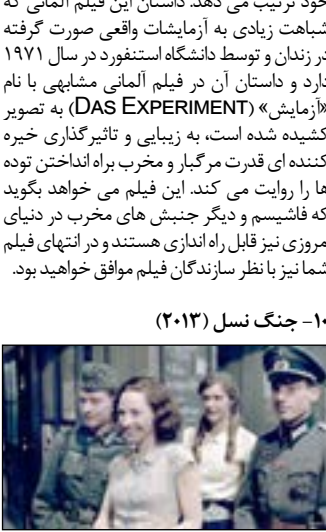 خود ترتیب می دهد. داستان این فیلم آلمانی که
شباهت زیادی به آزمایشات واقعی صورت گرفته
در زندان و توسط دانشگاه استنفورد در سال ۱۹۷۱
دارد و داستان آن در فیلم آلمانی مشابهی با نام
«آزمایش» (DAS EXPERIMENT) به تصویر
کشیده شده است، به زیبایی و تاثیرگذاری خیره
کننده ای قدرت مرگبار و مخرب براه انداختن توده
ها را روایت می کند. این فیلم می خواهد بگوید
که فاشیسم و دیگر جنبش های مخرب در دنیای
مروزی نیز قابل راه اندازی هستند و در انتهای فیلم
شما نیز با نظر سازندگان فیلم موافق خواهید بود.
۱۰- جنگ نسل (۲۰۱۳)